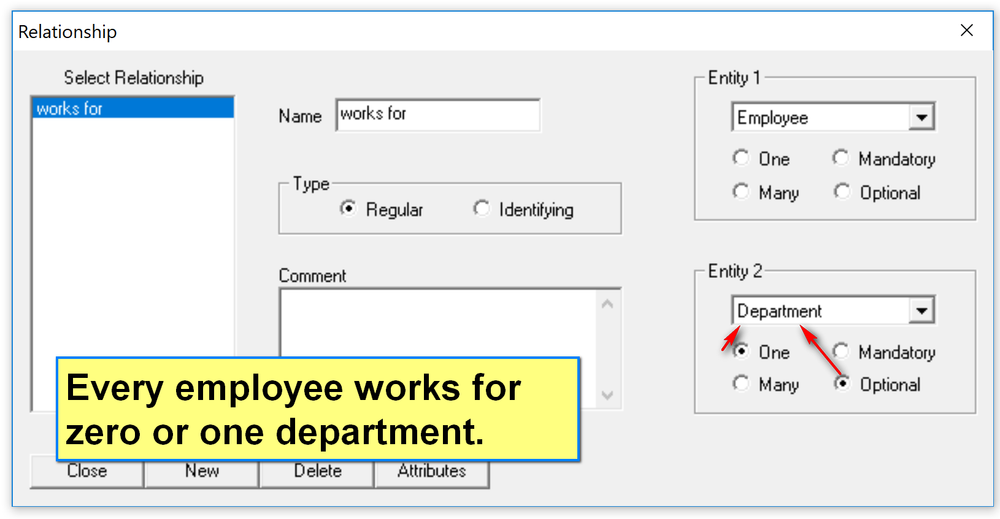 Relationship
Select Relationship
works for
Name
works for
Type
Regular
Identifying
Comment
Entity 1
Employee
One
Mandatory
Many
Optional
Entity 2
Department
One
Mandatory
Many
Optional
Every employee works for
zero or one department.
Close
New
Delete
Attributes